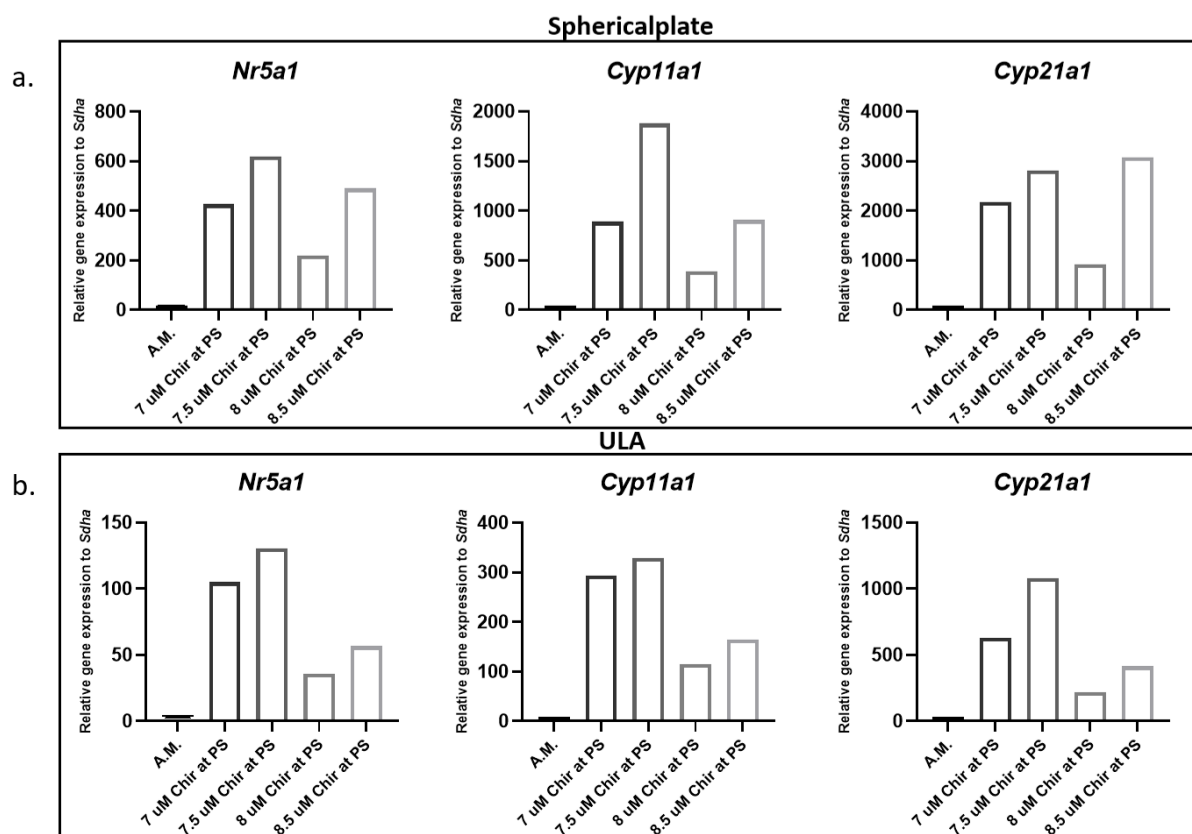 Sphericalplate
a.
Nr5a1
Relative gene expression to Sdha
800
600
400
200
0
A.M.
7 uM Chir at PS
7.5 uM Chir at PS
8 uM Chir at PS
8.5 uM Chir at PS
Cyp11a1
Relative gene expression to Sdha
2000
1500
1000
500
0
A.M.
7 uM Chir at PS
7.5 uM Chir at PS
8 uM Chir at PS
8.5 uM Chir at PS
Cyp21a1
Relative gene expression to Sdha
4000
3000
2000
1000
0
A.M.
7 uM Chir at PS
7.5 uM Chir at PS
8 uM Chir at PS
8.5 uM Chir at PS
ULA
b.
Nr5a1
Relative gene expression to Sdha
150
100
50
0
A.M.
7 uM Chir at PS
7.5 uM Chir at PS
8 uM Chir at PS
8.5 uM Chir at PS
Cyp11a1
Relative gene expression to Sdha
400
300
200
100
0
A.M.
7 uM Chir at PS
7.5 uM Chir at PS
8 uM Chir at PS
8.5 uM Chir at PS
Cyp21a1
Relative gene expression to Sdha
1500
1000
500
0
A.M.
7 uM Chir at PS
7.5 uM Chir at PS
8 uM Chir at PS
8.5 uM Chir at PS